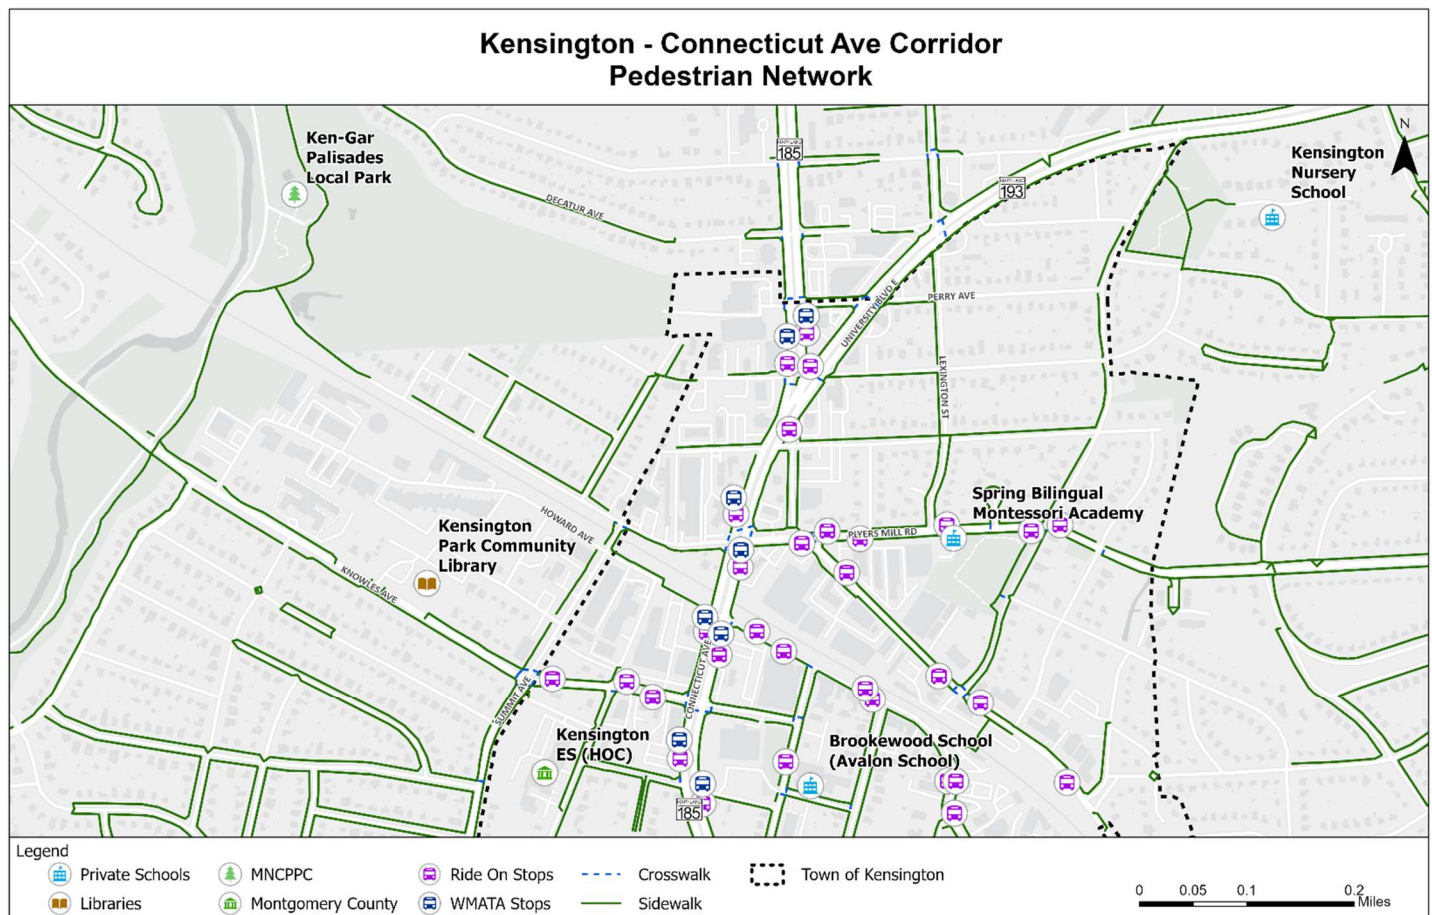 Kensington - Connecticut Ave Corridor
Pedestrian Network
Ken-Gar
Palisades
Local Park
DECATUR AVE
MARYLAND
185
MARYLAND
193
N
Kensington
Nursery
School
UNIVERSITY BLVD E
PERRY AVE
LEXINGTON ST
HOWARD AVE
Kensington
Park Community
Library
KNOWLES AVE
PLYERS MILL RD
Spring Bilingual
Montessori Academy
CONNECTICUT AVE
SUMMIT AVE
Kensington
ES (HOC)
Brookewood School
(Avalon School)
MARYLAND
185
Legend
Private Schools
MNCPPC
Ride On Stops
Crosswalk
Town of Kensington
Libraries
Montgomery County
WMATA Stops
Sidewalk
0 0.05 0.1 0.2
Miles